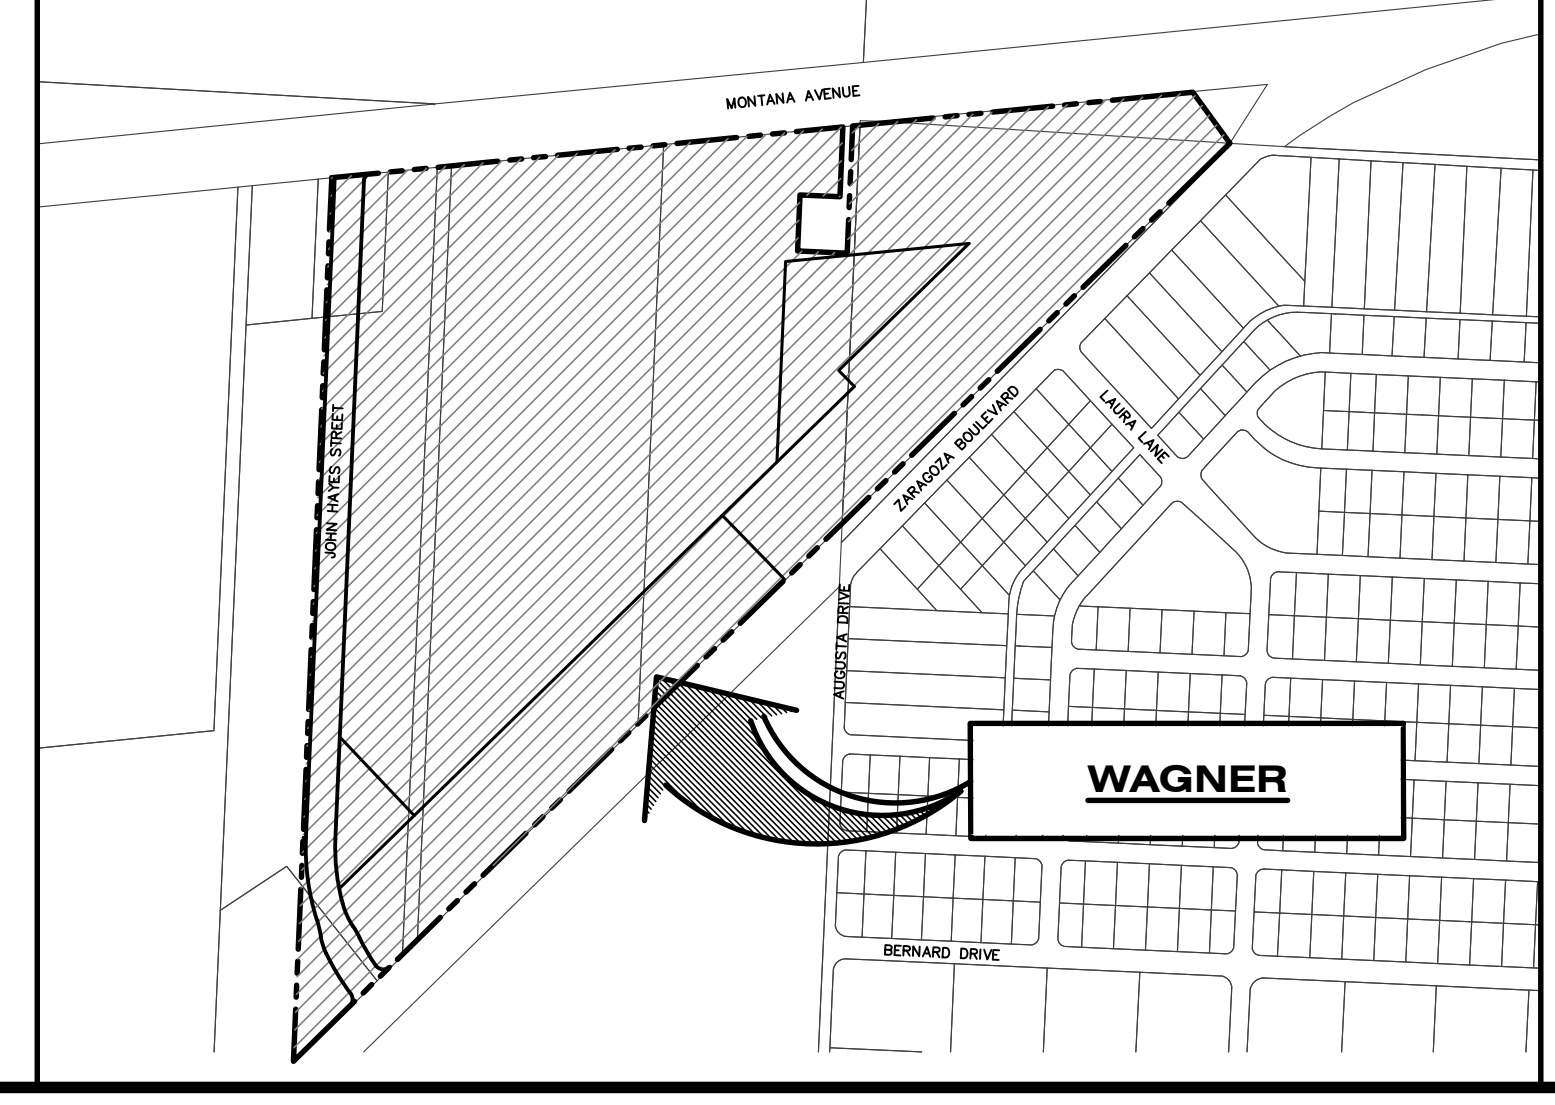 MONTANA AVENUE
JOHN HAYES STREET
ZARAGOZA BOULEVARD
LAURA LANE
AUGUSTA DRIVE
WAGNER
BERNARD DRIVE